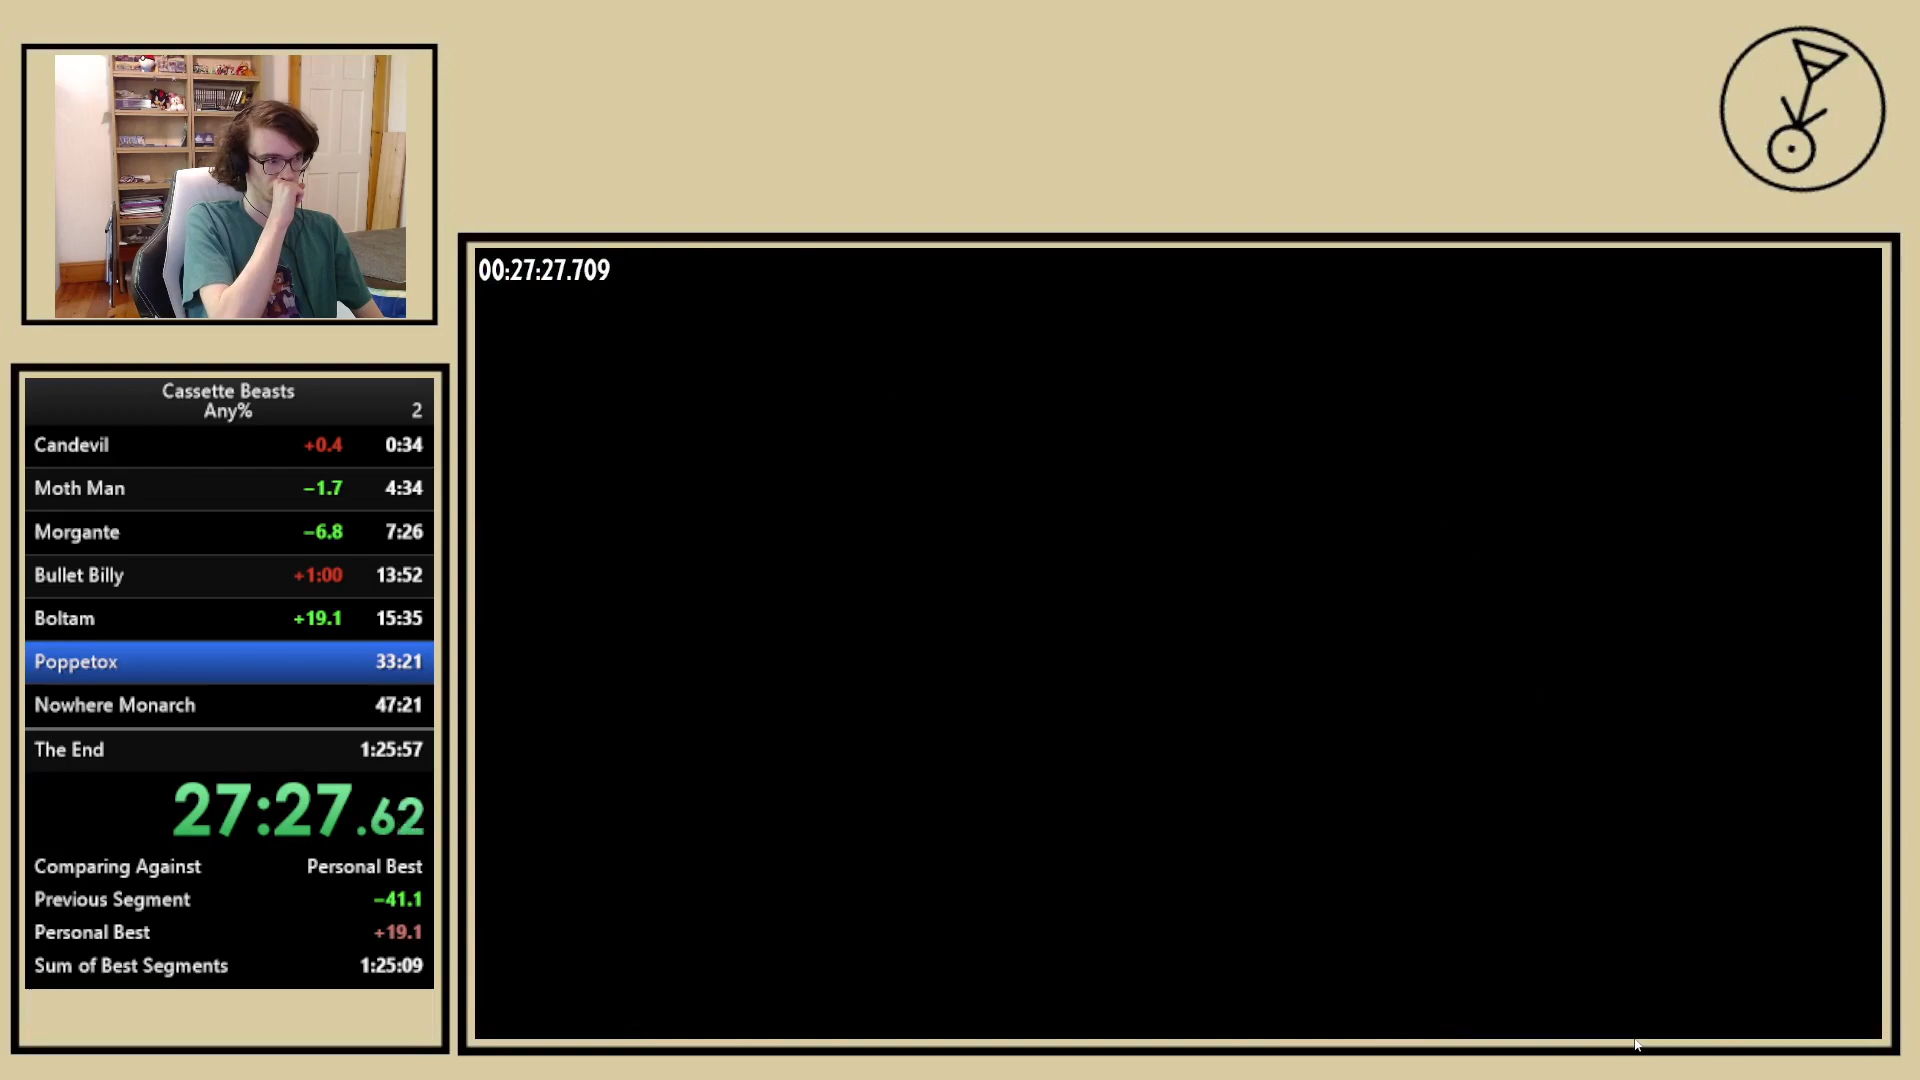 00:27:27.709
Cassette Beasts
Any% 2
Candevil +0.4 0:34
Moth Man −1.7 4:34
Morgante −6.8 7:26
Bullet Billy +1:00 13:52
Boltam +19.1 15:35
Poppetox 33:21
Nowhere Monarch 47:21
The End 1:25:57
27:27.62
Comparing Against Personal Best
Previous Segment −41.1
Personal Best +19.1
Sum of Best Segments 1:25:09